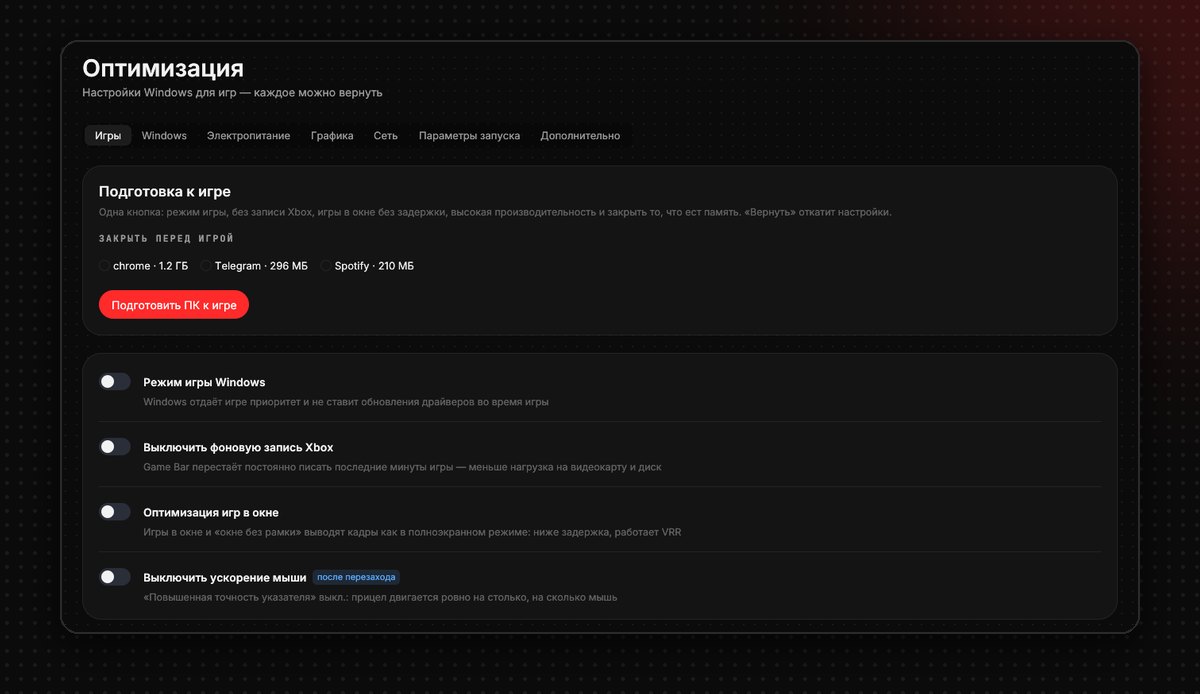 Оптимизация
Настройки Windows для игр — каждое можно вернуть
Игры Windows Электропитание Графика Сеть Параметры запуска Дополнительно
Подготовка к игре
Одна кнопка: режим игры, без записи Xbox, игры в окне без задержки, высокая производительность и закрыть то, что ест память. «Вернуть» откатит настройки.
ЗАКРЫТЬ ПЕРЕД ИГРОЙ
chrome · 1.2 ГБ Telegram · 296 МБ Spotify · 210 МБ
Подготовить ПК к игре
Режим игры Windows
Windows отдаёт игре приоритет и не ставит обновления драйверов во время игры
Выключить фоновую запись Xbox
Game Bar перестаёт постоянно писать последние минуты игры — меньше нагрузка на видеокарту и диск
Оптимизация игр в окне
Игры в окне и «окне без рамки» выводят кадры как в полноэкранном режиме: ниже задержка, работает VRR
Выключить ускорение мыши после перезахода
«Повышенная точность указателя» выкл.: прицел двигается ровно на столько, на сколько мышь